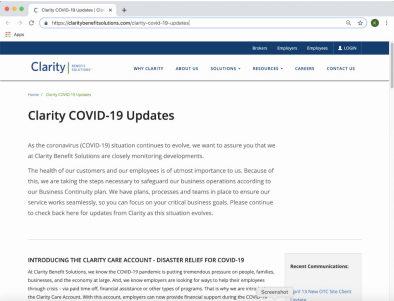 Clarity COVID-19 Updates | Clari
https://claritybenefitsolutions.com/clarity-covid-19-updates
Apps
Brokers Employers Employees LOGIN
Clarity BENEFIT SOLUTIONS
WHY CLARITY ABOUT US SOLUTIONS RESOURCES CAREERS CONTACT US
Home / Clarity COVID-19 Updates
Clarity COVID-19 Updates
As the coronavirus (COVID-19) situation continues to evolve, we want to assure you that we
at Clarity Benefit Solutions are closely monitoring developments.
The health of our customers and our employees is of utmost importance to us. Because of
this, we are taking the steps necessary to safeguard our business operations according to
our Business Continuity plan. We have plans, processes and teams in place to ensure our
service works seamlessly, so you can focus on your critical business goals. Please continue
to check back here for updates from Clarity as this situation evolves.
INTRODUCING THE CLARITY CARE ACCOUNT - DISASTER RELIEF FOR COVID-19
At Clarity Benefit Solutions, we know the COVID-19 pandemic is putting tremendous pressure on people, families,
businesses, and the economy at large. And, we know employers are looking for ways to help their employees
through crisis – via paid time off, financial assistance or other types of programs. That is why we are
the Clarity Care Account. With this account, employers can now provide financial support during the COVID-
Recent Communications:
Screenshot
April 13 New OTC Site Client
Update